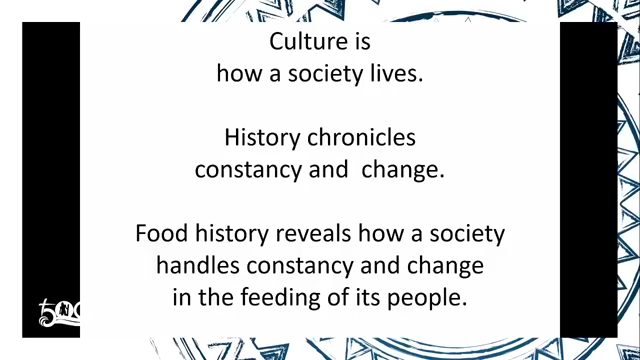 Culture is
how a society lives.
History chronicles
constancy and change.
Food history reveals how a society
handles constancy and change
in the feeding of its people.
500